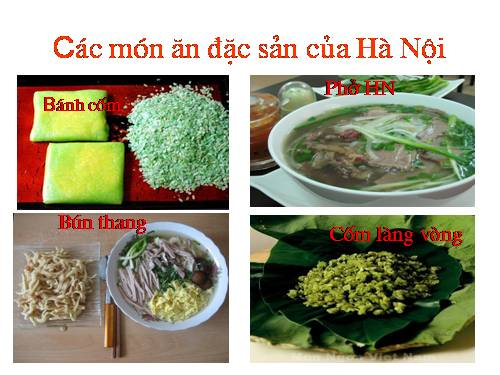 Các món ăn đặc sản của Hà Nội
Bánh cốm
Phở HN
Bún thang
Cốm làng vòng